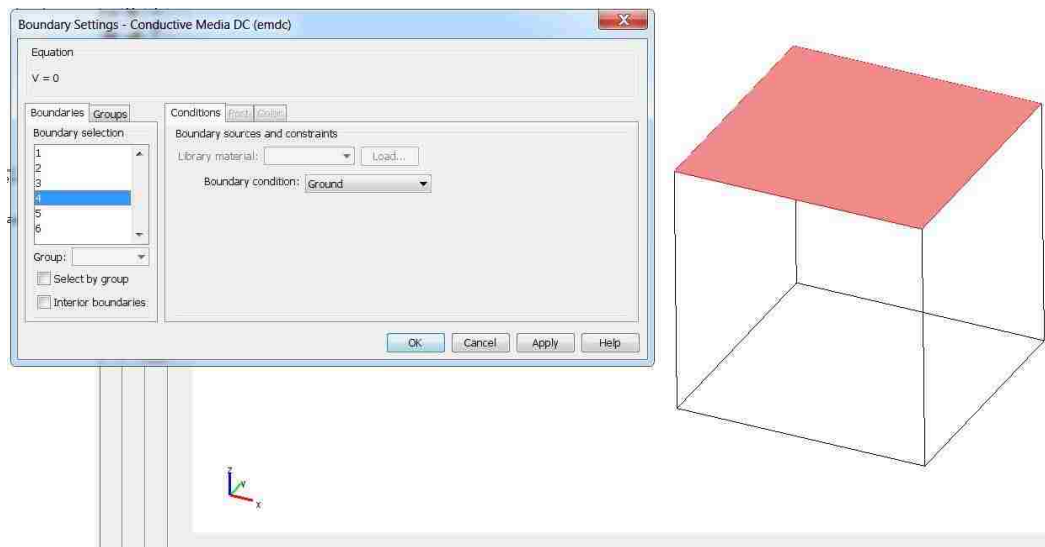 Boundary Settings - Conductive Media DC (emdc)
Equation
V = 0
Boundaries Groups
Conditions Port Color
Boundary selection
1
2
3
4
5
6
Group:
Select by group
Interior boundaries
Boundary sources and constraints
Library material: Load...
Boundary condition: Ground
OK Cancel Apply Help
z
y
x